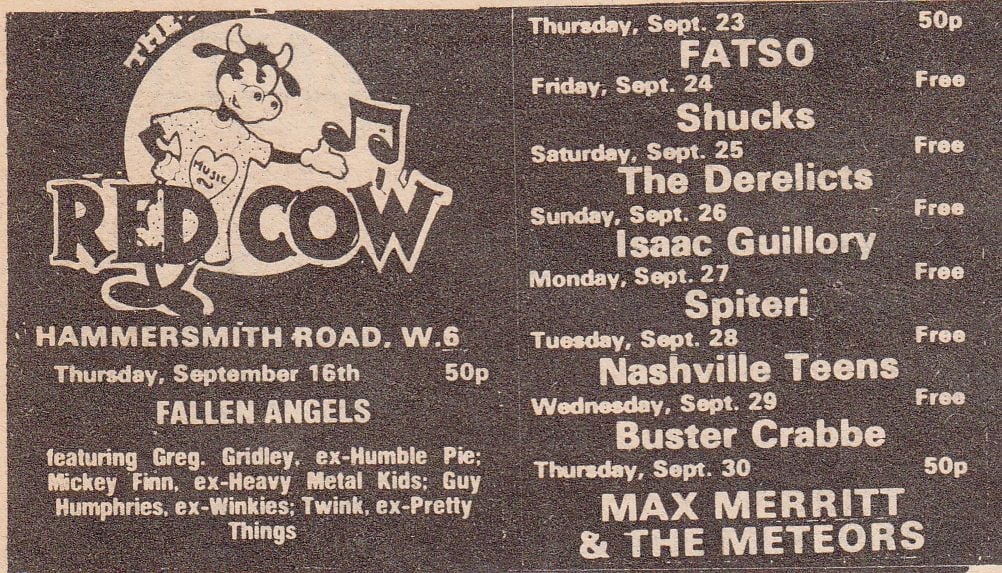 THE
MUSIC
RED COW
HAMMERSMITH ROAD. W.6
Thursday, September 16th 50p
FALLEN ANGELS
featuring Greg. Gridley, ex-Humble Pie;
Mickey Finn, ex-Heavy Metal Kids; Guy
Humphries, ex-Winkies; Twink, ex-Pretty
Things
Thursday, Sept. 23 50p
FATSO
Friday, Sept. 24 Free
Shucks
Saturday, Sept. 25 Free
The Derelicts
Sunday, Sept. 26 Free
Isaac Guillory
Monday, Sept. 27 Free
Spiteri
Tuesday, Sept. 28 Free
Nashville Teens
Wednesday, Sept. 29 Free
Buster Crabbe
Thursday, Sept. 30 50p
MAX MERRITT
& THE METEORS